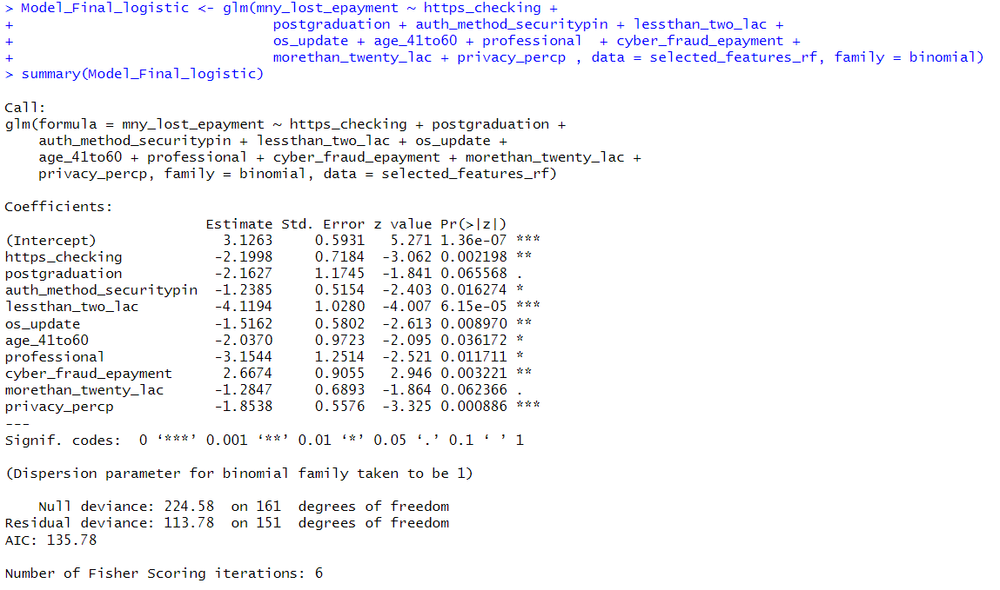 > Model_Final_logistic <- glm(mny_lost_epayment ~ https_checking +
+ postgraduation + auth_method_securitypin + lessthan_two_lac +
+ os_update + age_41to60 + professional  + cyber_fraud_epayment +
+ morethan_twenty_lac + privacy_percp , data = selected_features_rf, family = binomial)
> summary(Model_Final_logistic)
Call:
glm(formula = mny_lost_epayment ~ https_checking + postgraduation +
    auth_method_securitypin + lessthan_two_lac + os_update +
    age_41to60 + professional + cyber_fraud_epayment + morethan_twenty_lac +
    privacy_percp, family = binomial, data = selected_features_rf)
Coefficients:
                        Estimate Std. Error z value Pr(>|z|)
(Intercept)               3.1263     0.5931   5.271 1.36e-07 ***
https_checking           -2.1998     0.7184  -3.062 0.002198 **
postgraduation           -2.1627     1.1745  -1.841 0.065568 .
auth_method_securitypin  -1.2385     0.5154  -2.403 0.016274 *
lessthan_two_lac         -4.1194     1.0280  -4.007 6.15e-05 ***
os_update                -1.5162     0.5802  -2.613 0.008970 **
age_41to60               -2.0370     0.9723  -2.095 0.036172 *
professional             -3.1544     1.2514  -2.521 0.011711 *
cyber_fraud_epayment      2.6674     0.9055   2.946 0.003221 **
morethan_twenty_lac      -1.2847     0.6893  -1.864 0.062366 .
privacy_percp            -1.8538     0.5576  -3.325 0.000886 ***
---
Signif. codes:  0 ‘***’ 0.001 ‘**’ 0.01 ‘*’ 0.05 ‘.’ 0.1 ‘ ’ 1
(Dispersion parameter for binomial family taken to be 1)
    Null deviance: 224.58  on 161  degrees of freedom
Residual deviance: 113.78  on 151  degrees of freedom
AIC: 135.78
Number of Fisher Scoring iterations: 6